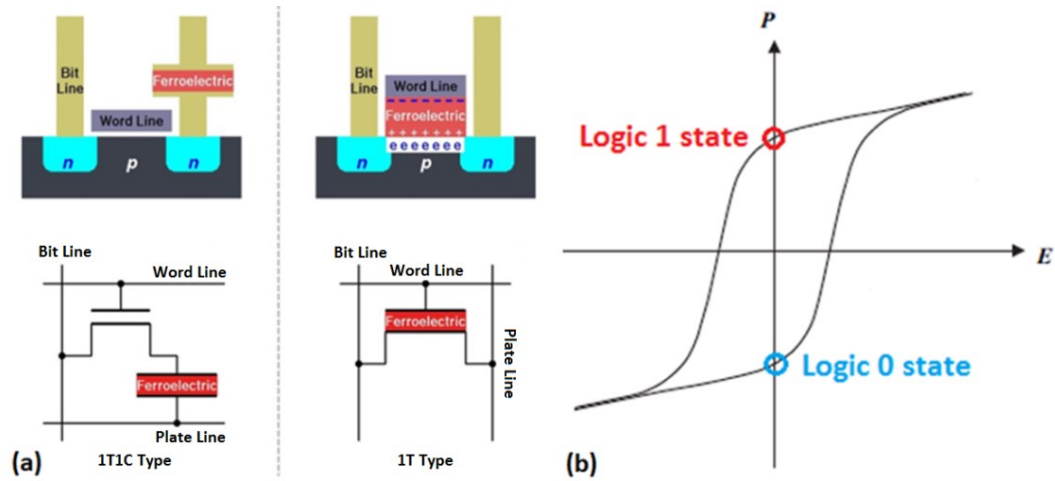 Bit
Line
Ferroelectric
Word Line
n
p
n
Bit
Line
Word Line
- - - - - - -
Ferroelectric
+ + + + + + +
e e e e e e e
n
p
n
Bit Line
Word Line
Ferroelectric
Plate Line
1T1C Type
Bit Line
Word Line
Ferroelectric
Plate Line
1T Type
(a)
P
Logic 1 state
E
Logic 0 state
(b)